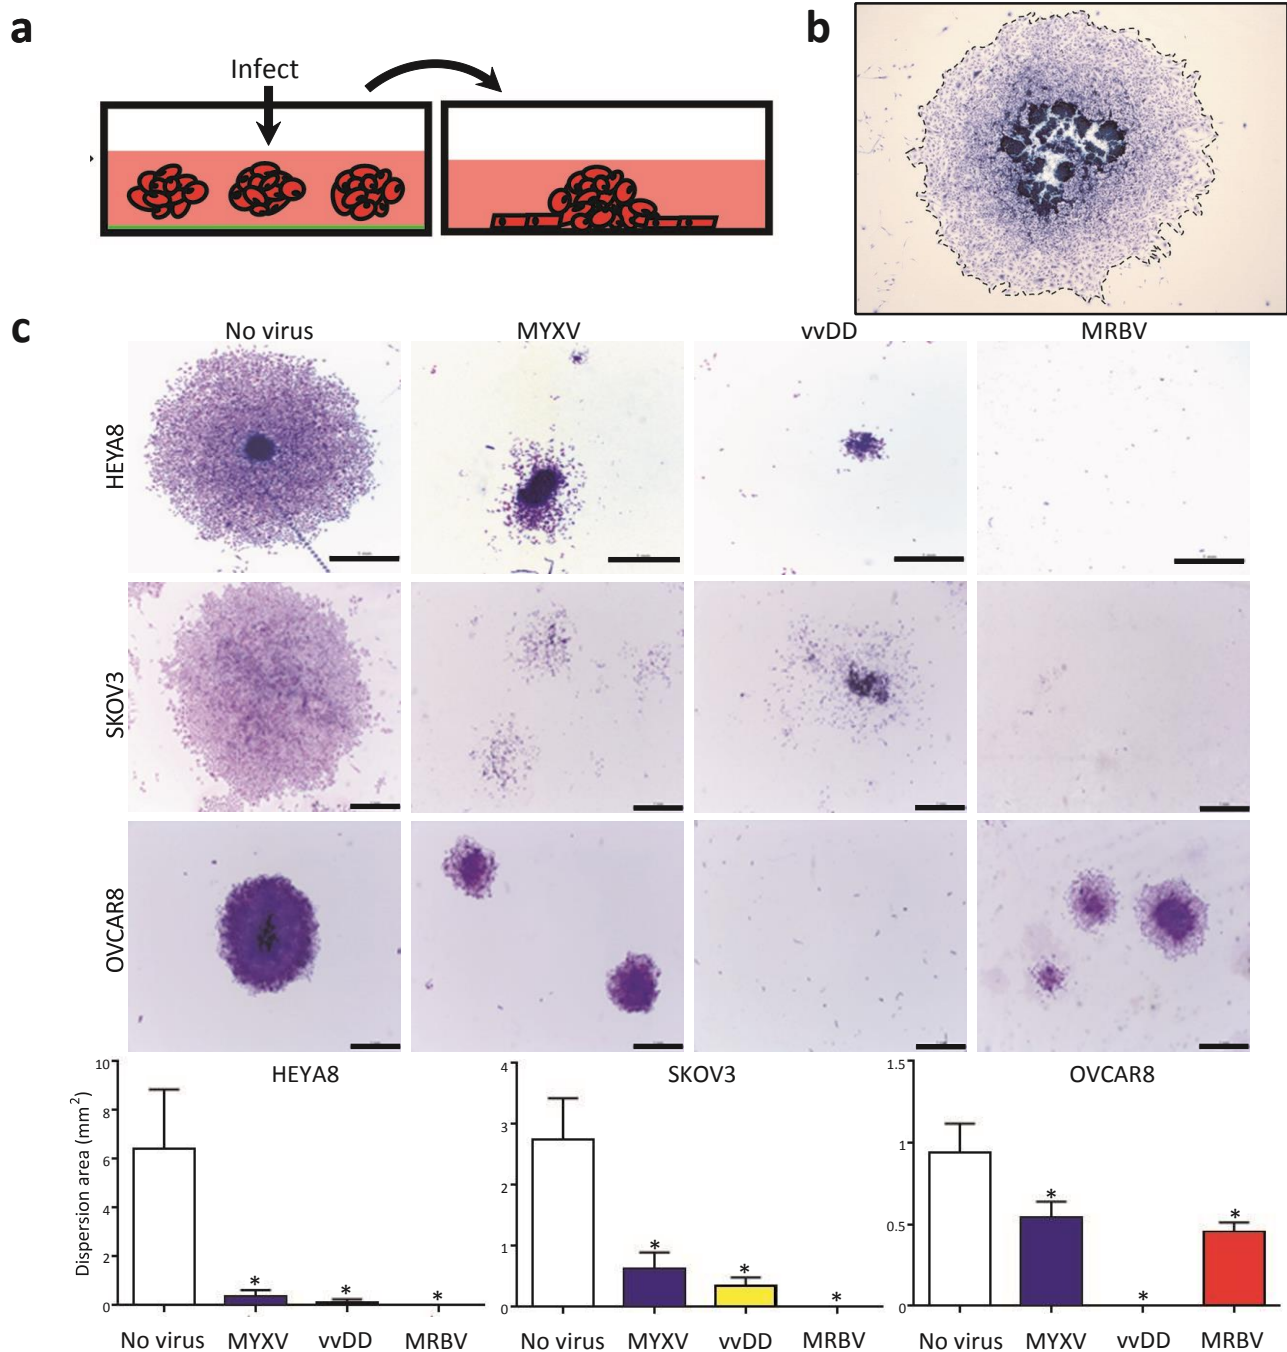 a
b
Infect
c
No virus MYXV vvDD MRBV
HEYA8
SKOV3
OVCAR8
HEYA8
Dispersion area (mm²)
10
8
6
4
2
0
* * *
No virus MYXV vvDD MRBV
SKOV3
4
3
2
1
0
* * *
No virus MYXV vvDD MRBV
OVCAR8
1.5
1
0.5
0
* * *
No virus MYXV vvDD MRBV